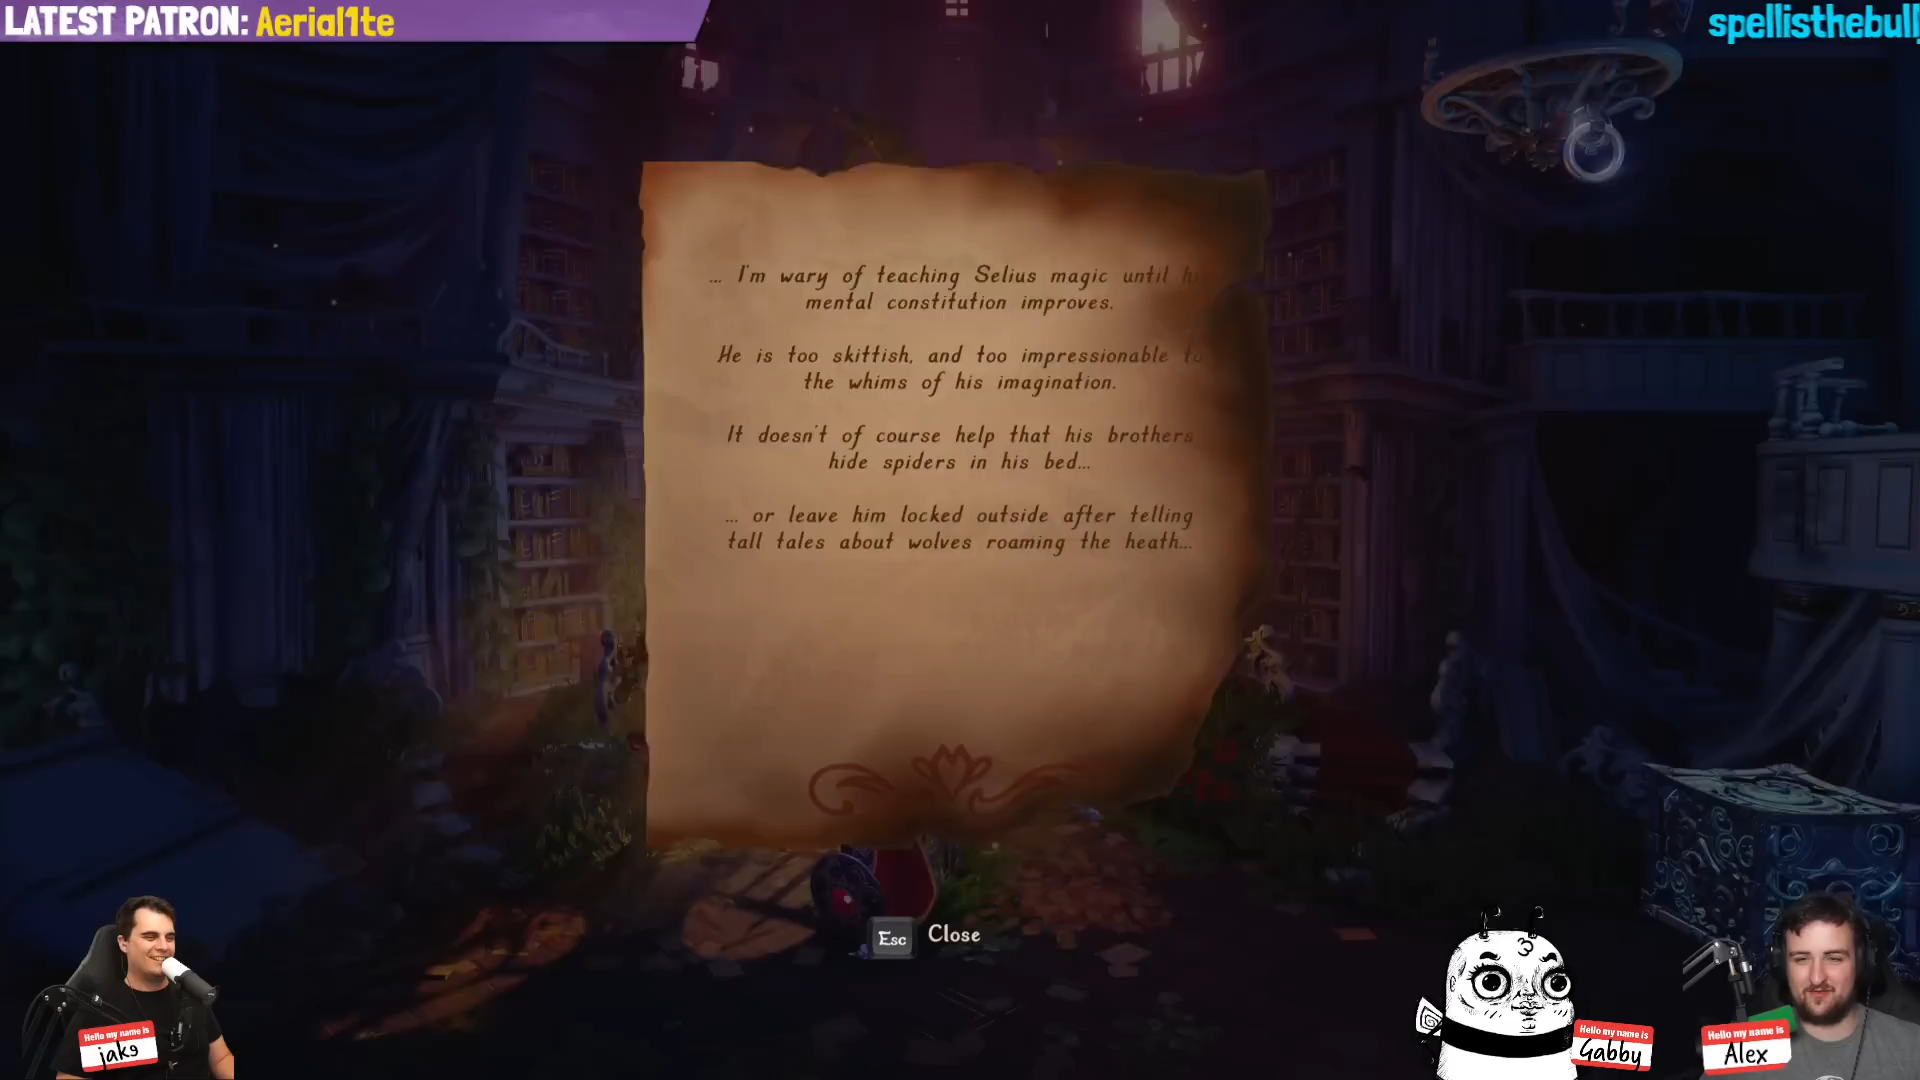 LATEST PATRON: Aerial1te
spellisthebull
... I'm wary of teaching Selius magic until
mental constitution improves.
He is too skittish, and too impressionable to
the whims of his imagination.
It doesn't of course help that his brothers
hide spiders in his bed...
... or leave him locked outside after telling
tall tales about wolves roaming the heath...
Esc Close
Hello my name is
jake
Hello my name is
Gabby
Hello my name is
Alex